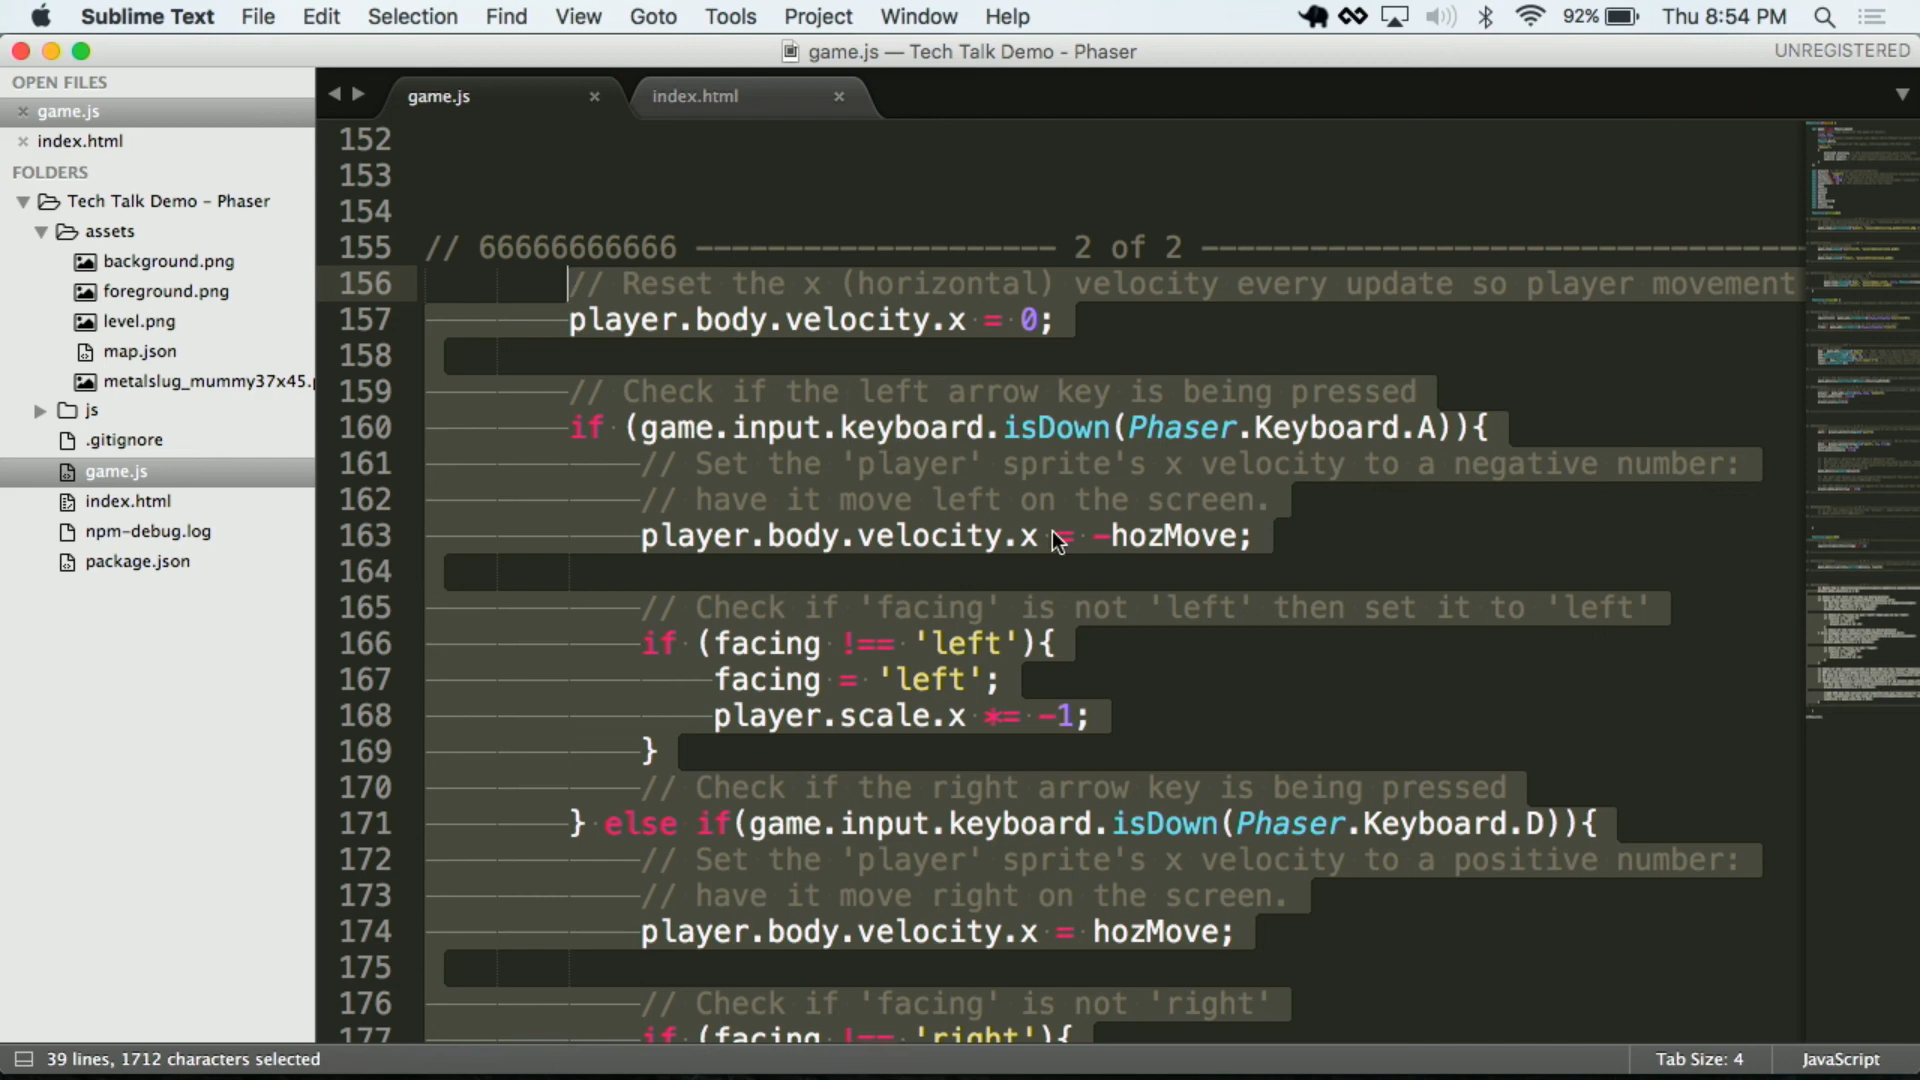 Sublime Text File Edit Selection Find View Goto Tools Project Window Help 92% Thu 8:54 PM
game.js — Tech Talk Demo - Phaser UNREGISTERED
OPEN FILES
game.js
index.html
FOLDERS
Tech Talk Demo - Phaser
assets
background.png
foreground.png
level.png
map.json
metalslug_mummy37x45.p
js
.gitignore
game.js
index.html
npm-debug.log
package.json
game.js index.html
152
153
154
155 // 66666666666 -------------------- 2 of 2 ---------------------------------
156 // Reset the x (horizontal) velocity every update so player movement
157 player.body.velocity.x = 0;
158
159 // Check if the left arrow key is being pressed
160 if (game.input.keyboard.isDown(Phaser.Keyboard.A)){
161 // Set the 'player' sprite's x velocity to a negative number:
162 // have it move left on the screen.
163 player.body.velocity.x = -hozMove;
164
165 // Check if 'facing' is not 'left' then set it to 'left'
166 if (facing !== 'left'){
167 facing = 'left';
168 player.scale.x *= -1;
169 }
170 // Check if the right arrow key is being pressed
171 } else if(game.input.keyboard.isDown(Phaser.Keyboard.D)){
172 // Set the 'player' sprite's x velocity to a positive number:
173 // have it move right on the screen.
174 player.body.velocity.x = hozMove;
175
176 // Check if 'facing' is not 'right'
177 if (facing !== 'right'){
39 lines, 1712 characters selected Tab Size: 4 JavaScript